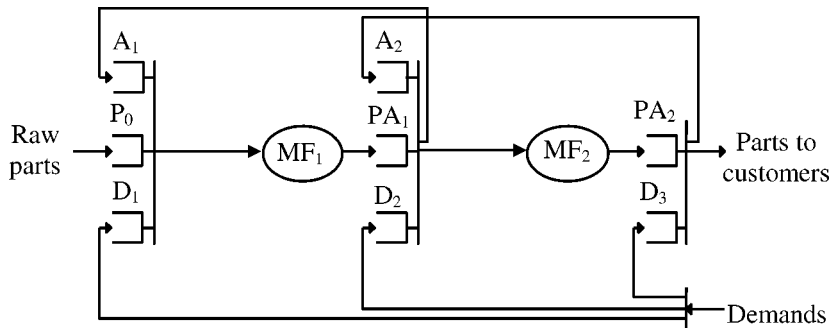 A₁
A₂
P₀
PA₁
PA₂
Raw
parts
MF₁
MF₂
Parts to
customers
D₁
D₂
D₃
Demands